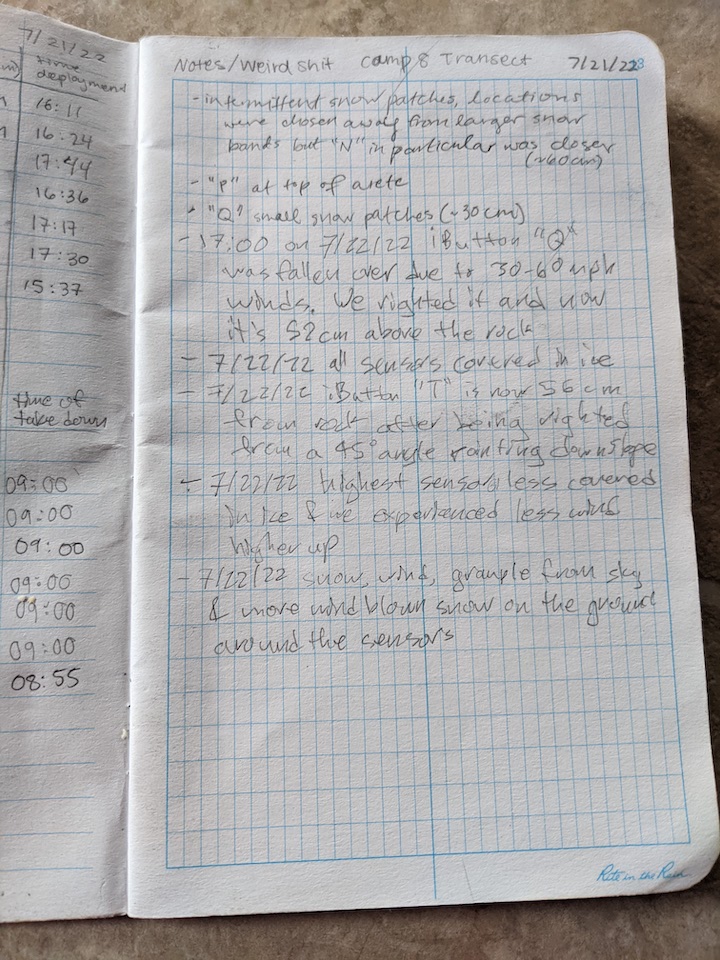 7/21/22
time
deployment
16:11
16:24
17:44
16:36
17:17
17:30
15:37
time of
take down
09:00
09:00
09:00
09:00
09:00
09:00
08:55
Notes/Weird shit Camp 8 Transect 7/21/22
- intermittent snow patches, locations
were chosen away from larger snow
bands but "N" in particular was closer
(~60cm)
- "P" at top of arete
- "Q" small snow patches (~30cm)
- 17:00 on 7/22/22 iButton "Q"
was fallen over due to 30-60 mph
winds. We righted it and now
it's 52cm above the rock
- 7/22/22 all sensors covered in ice
- 7/22/22 iButton "T" is now 56 cm
from rock after being righted
from a 45° angle pointing downslope
- 7/22/22 highest sensors less covered
in ice & we experienced less wind
higher up
- 7/22/22 snow, wind, grauple from sky
& more wind blown snow on the ground
around the sensors
Rite in the Rain